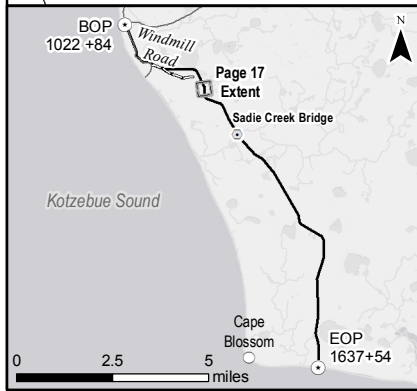 BOP
1022 +84
Windmill
Road
N
Page 17
Extent
Sadie Creek Bridge
Kotzebue Sound
Cape
Blossom
EOP
1637+54
0 2.5 5
miles